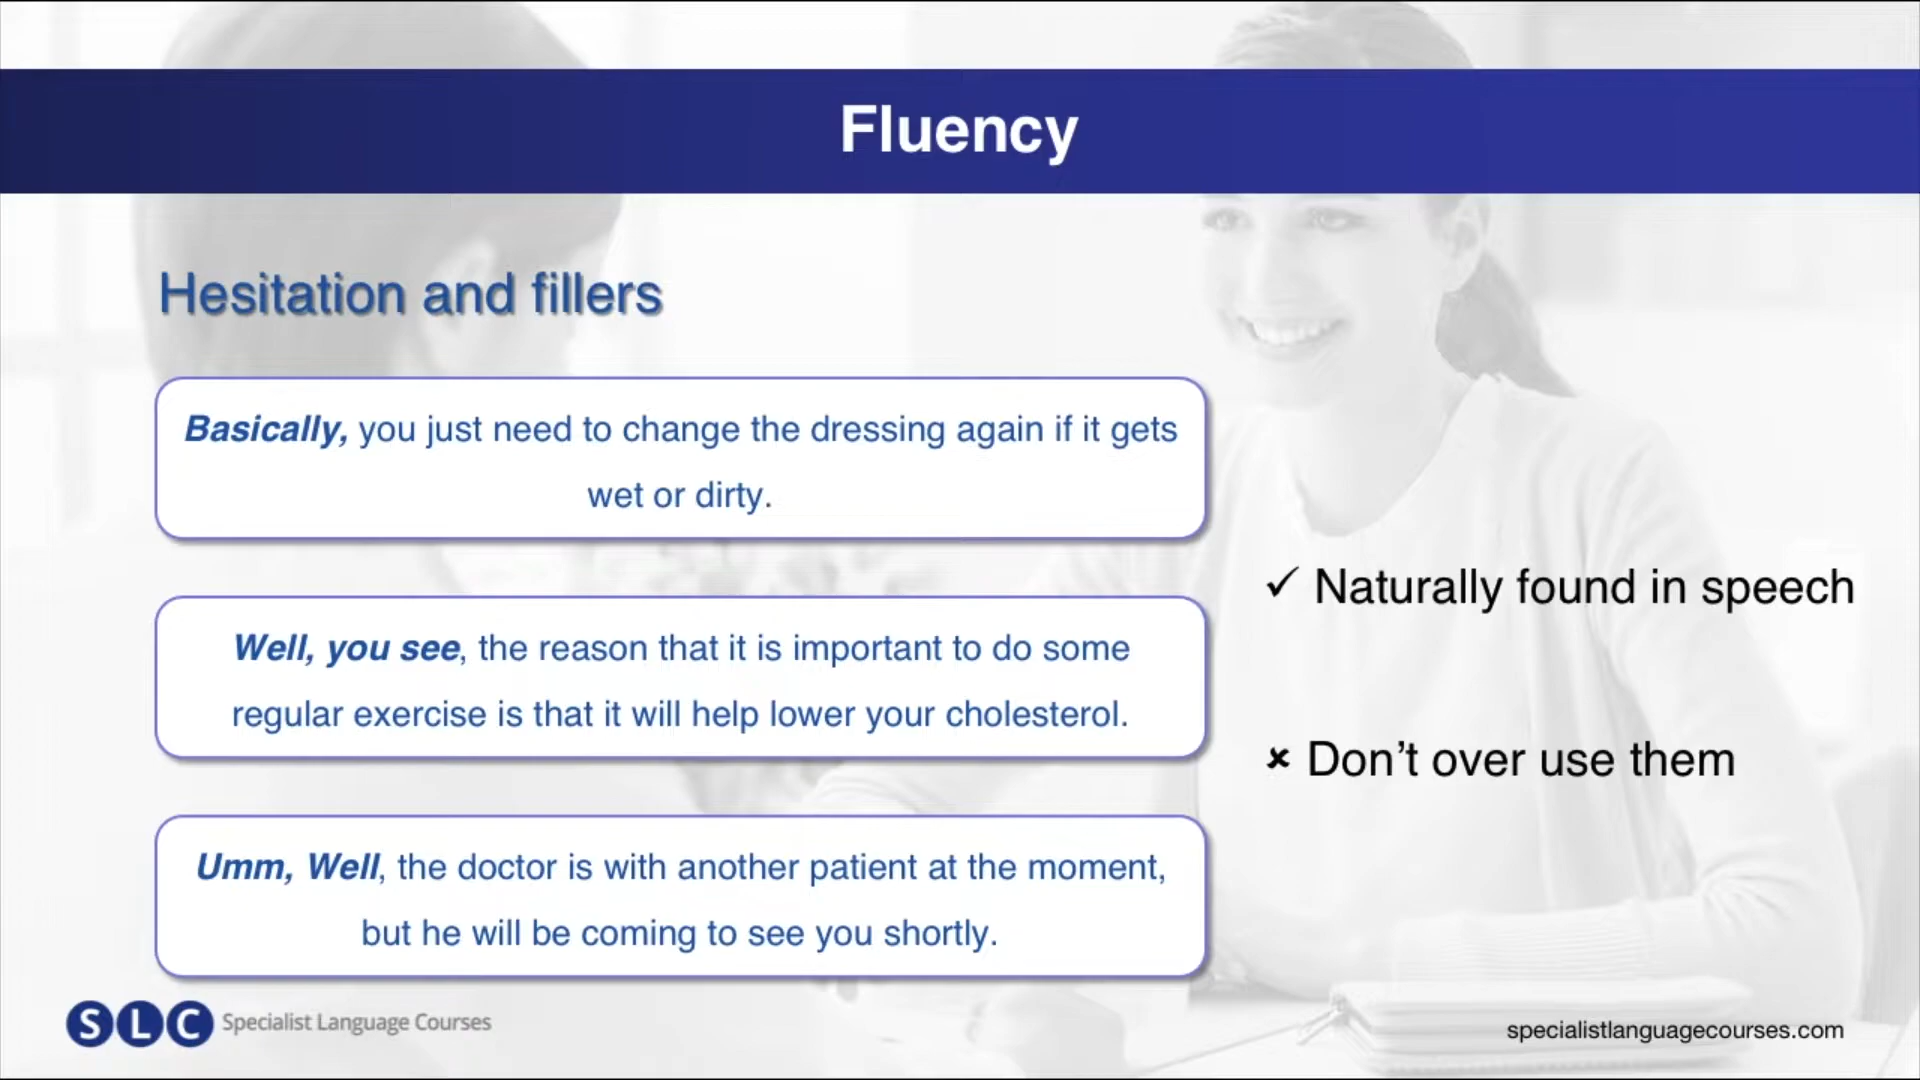 Fluency
Hesitation and fillers
Basically, you just need to change the dressing again if it gets
wet or dirty.
Well, you see, the reason that it is important to do some
regular exercise is that it will help lower your cholesterol.
Umm, Well, the doctor is with another patient at the moment,
but he will be coming to see you shortly.
✓ Naturally found in speech
✗ Don’t over use them
SLC Specialist Language Courses
specialistlanguagecourses.com